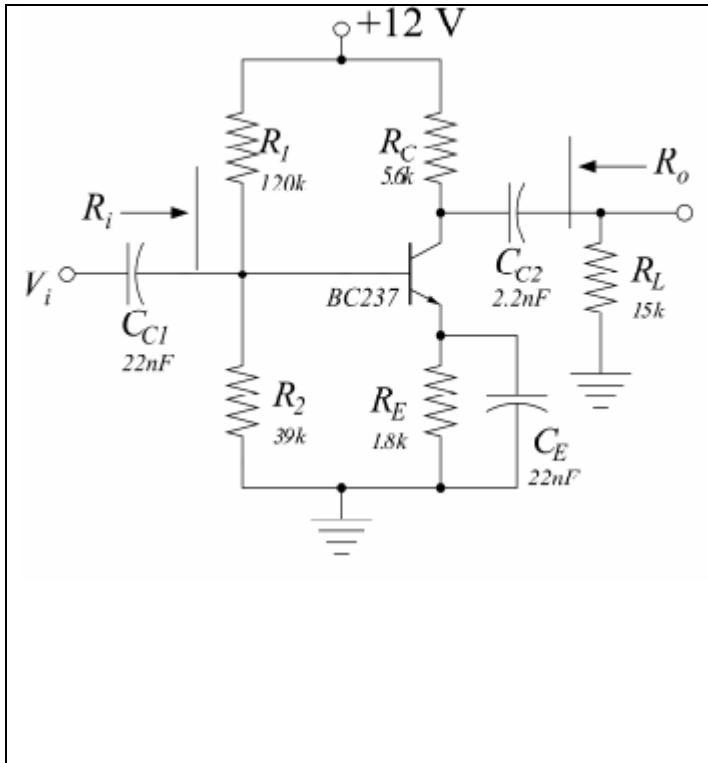 +12 V
R1
120k
RC
5.6k
Ro
Ri
Vi
CC1
22nF
BC237
CC2
2.2nF
RL
15k
R2
39k
RE
1.8k
CE
22nF